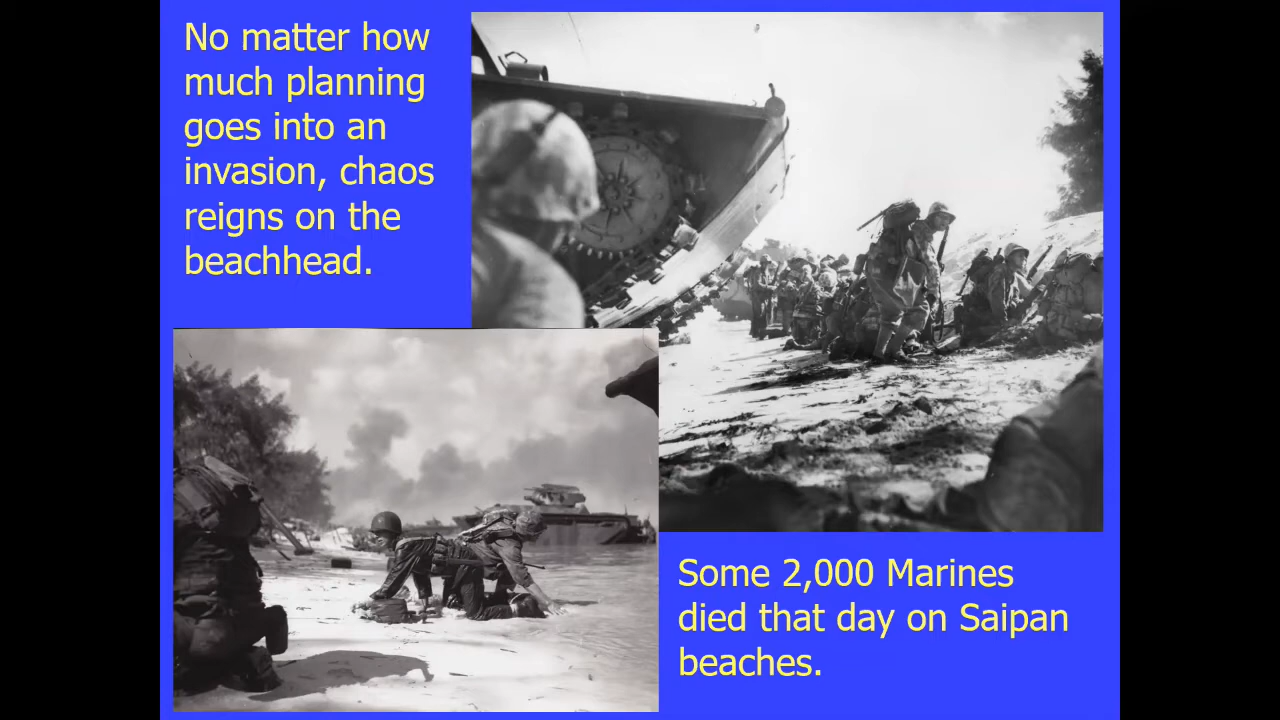 No matter how
much planning
goes into an
invasion, chaos
reigns on the
beachhead.
Some 2,000 Marines
died that day on Saipan
beaches.